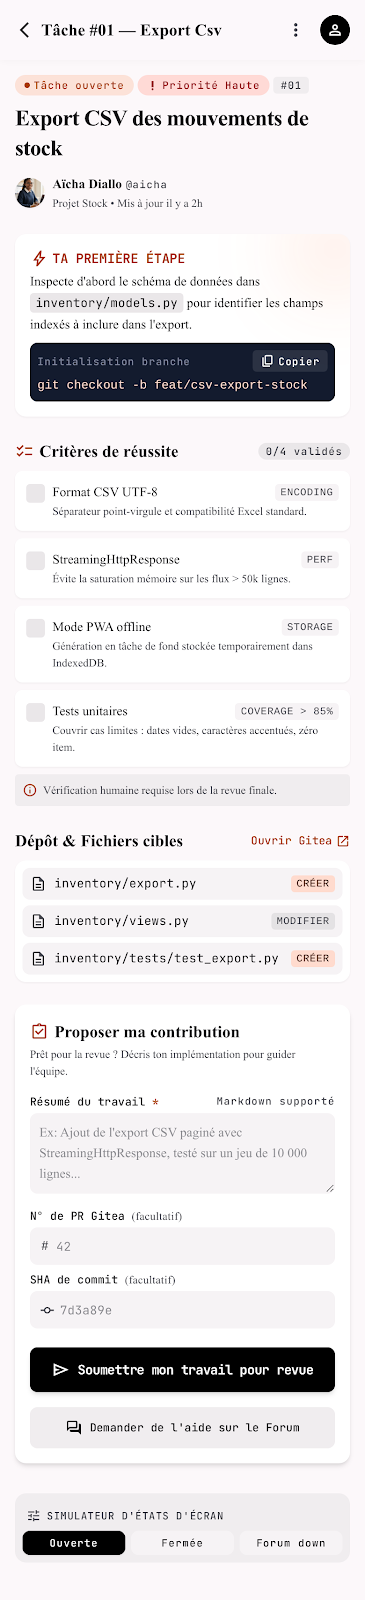 Tâche #01 — Export Csv
Tâche ouverte
! Priorité Haute
#01
Export CSV des mouvements de
stock
Aïcha Diallo @aicha
Projet Stock • Mis à jour il y a 2h
TA PREMIÈRE ÉTAPE
Inspecte d'abord le schéma de données dans
inventory/models.py pour identifier les champs
indexés à inclure dans l'export.
Initialisation branche
Copier
git checkout -b feat/csv-export-stock
Critères de réussite
0/4 validés
Format CSV UTF-8
ENCODING
Séparateur point-virgule et compatibilité Excel standard.
StreamingHttpResponse
PERF
Évite la saturation mémoire sur les flux > 50k lignes.
Mode PWA offline
STORAGE
Génération en tâche de fond stockée temporairement dans
IndexedDB.
Tests unitaires
COVERAGE > 85%
Couvrir cas limites : dates vides, caractères accentués, zéro
item.
Vérification humaine requise lors de la revue finale.
Dépôt & Fichiers cibles
Ouvrir Gitea
inventory/export.py
CRÉER
inventory/views.py
MODIFIER
inventory/tests/test_export.py
CRÉER
Proposer ma contribution
Prêt pour la revue ? Décris ton implémentation pour guider
l'équipe.
Résumé du travail *
Markdown supporté
Ex: Ajout de l'export CSV paginé avec
StreamingHttpResponse, testé sur un jeu de 10 000
lignes...
N° de PR Gitea (facultatif)
# 42
SHA de commit (facultatif)
7d3a89e
Soumettre mon travail pour revue
Demander de l'aide sur le Forum
SIMULATEUR D'ÉTATS D'ÉCRAN
Ouverte
Fermée
Forum down